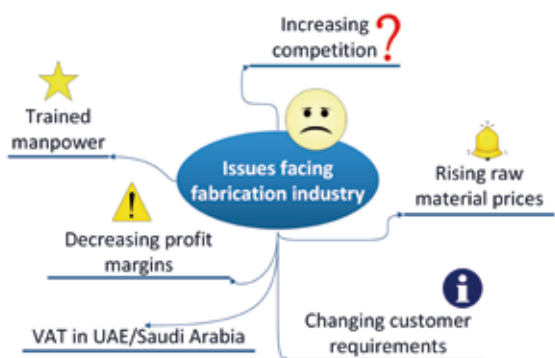 Increasing
competition ?
Trained
manpower
Issues facing
fabrication industry
Rising raw
material prices
!
Decreasing profit
margins
i
Changing customer
requirements
VAT in UAE/Saudi Arabia